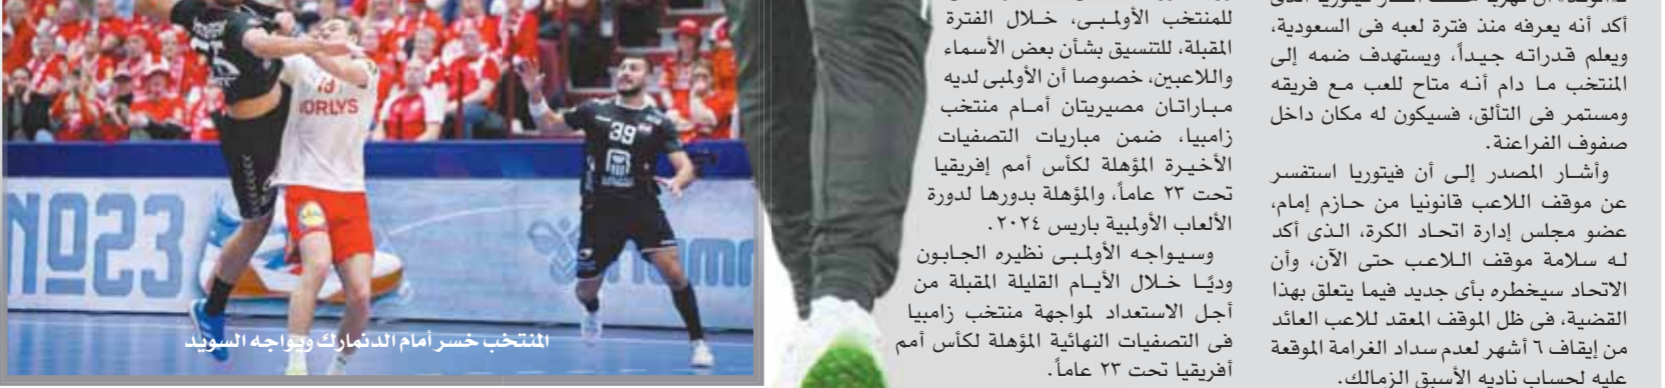 أكد أنه يعرفه منذ فترة لعبه فى السعودية،
ويعلم قدراته جيداً، ويستهدف ضمه إلى
المنتخب ما دام أنه متاح للعب مع فريقه
ومستمر فى التألق، فسيكون له مكان داخل
صفوف الفراعنة.
وأشار المصدر إلى أن فيتوريا استفسر
عن موقف اللاعب قانونيا من حازم إمام،
عضو مجلس إدارة اتحاد الكرة، الذى أكد
له سلامة موقف اللاعب حتى الآن، وأن
الاتحاد سيخطره بأى جديد فيما يتعلق بهذا
القضية، فى ظل الموقف المعقد للاعب العائد
من إيقاف ٦ أشهر لعدم سداد الغرامة الموقعة
عليه لحساب ناديه الأسبق الزمالك.
للمنتخب الأولمبى، خلال الفترة
المقبلة، للتنسيق بشأن بعض الأسماء
واللاعبين، خصوصا أن الأولمبى لديه
مباراتان مصيريتان أمام منتخب
زامبيا، ضمن مباريات التصفيات
الأخيرة المؤهلة لكأس أمم إفريقيا
تحت ٢٣ عاماً، والمؤهلة بدورها لدورة
الألعاب الأولمبية باريس ٢٠٢٤.
وسيواجه الأولمبى نظيره الجابون
وديًا خلال الأيام القليلة المقبلة من
أجل الاستعداد لمواجهة منتخب زامبيا
فى التصفيات النهائية المؤهلة لكأس أمم
أفريقيا تحت ٢٣ عاماً.
39
19
NO23
المنتخب خسر أمام الدنمارك ويواجه السويد